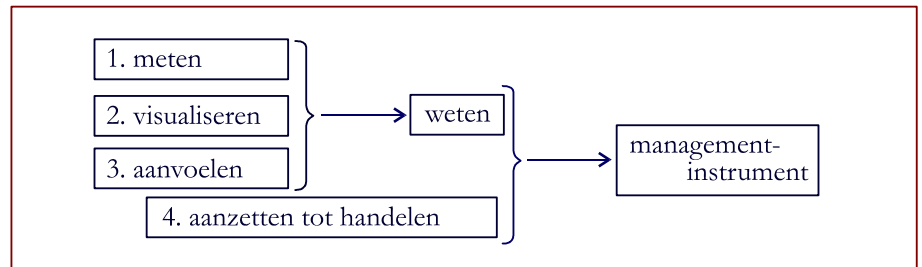 1. meten
2. visualiseren
3. aanvoelen
4. aanzetten tot handelen
weten
management-
instrument